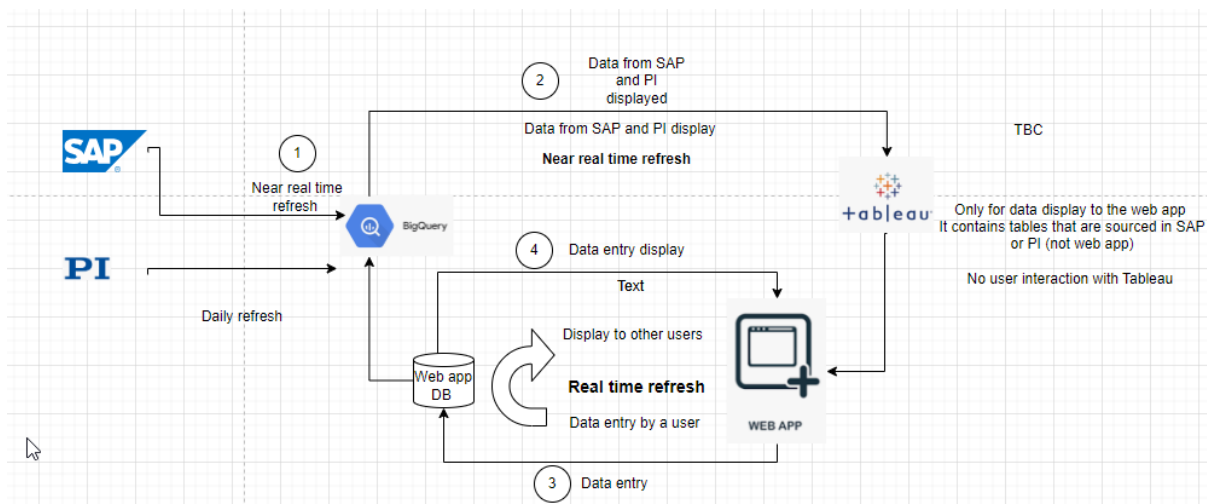 2
Data from SAP
and PI
displayed
Data from SAP and PI display
Near real time refresh
TBC
SAP
®
1
Near real time
refresh
BigQuery
+ a b | e a u
Only for data display to the web app
It contains tables that are sourced in SAP
or PI (not web app)
No user interaction with Tableau
PI
Daily refresh
4
Data entry display
Text
Display to other users
Web app
DB
Real time refresh
Data entry by a user
WEB APP
3
Data entry